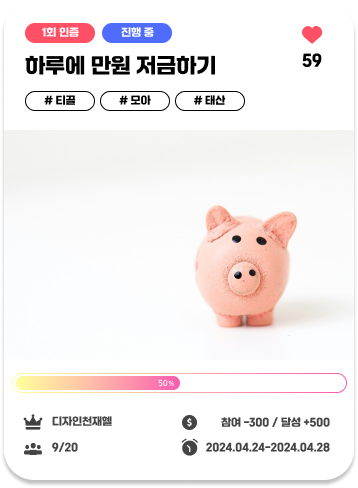 1회 인증 진행 중
하루에 만원 저금하기
59
# 티끌 # 모아 # 태산
50%
디자인천재엘 참여 -300 / 달성 +500
9/20 2024.04.24-2024.04.28